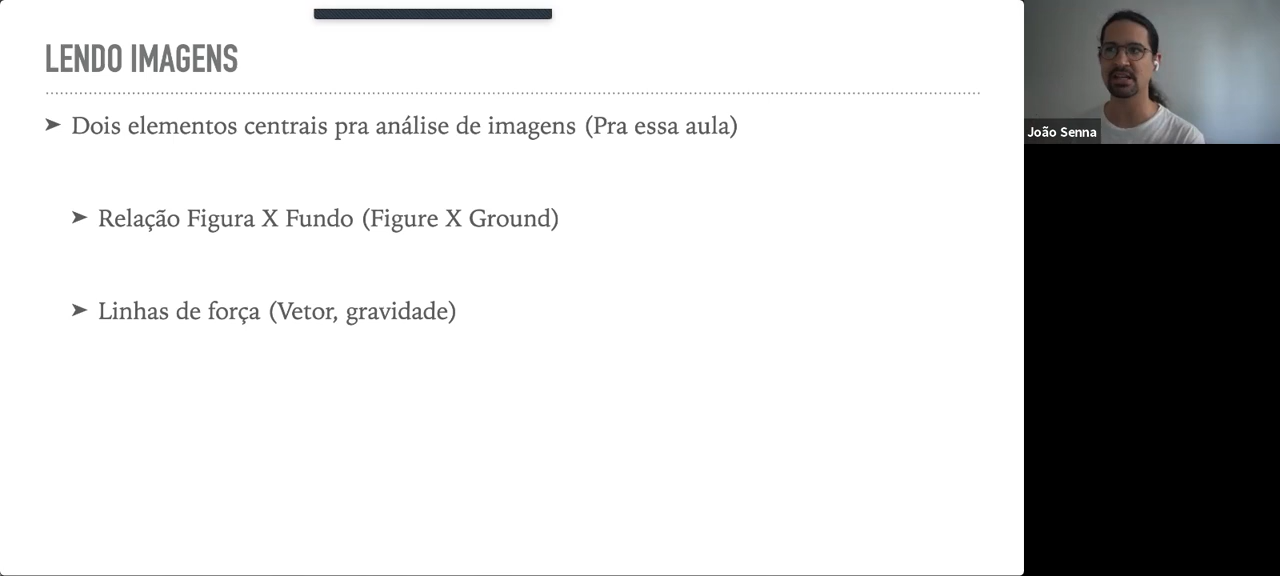 LENDO IMAGENS
➤ Dois elementos centrais pra análise de imagens (Pra essa aula)
➤ Relação Figura X Fundo (Figure X Ground)
➤ Linhas de força (Vetor, gravidade)
João Senna